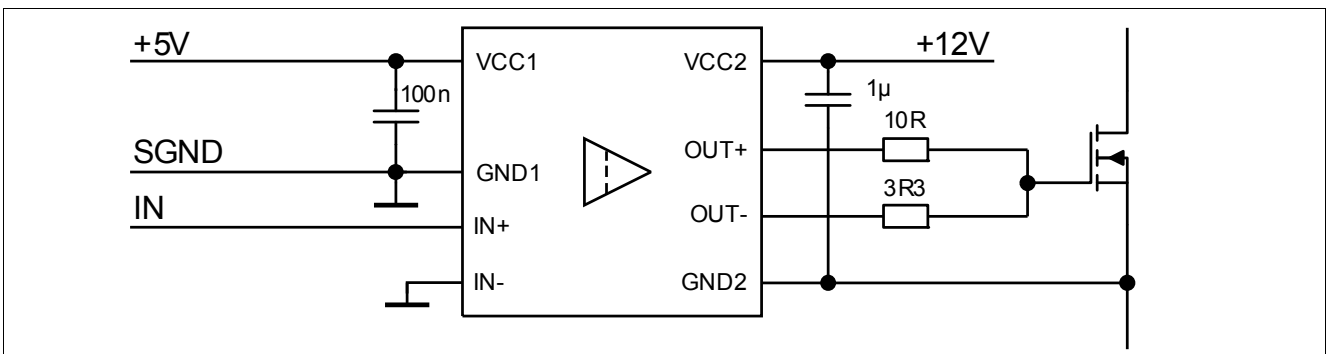 +5V
VCC1
VCC2
+12V
100n
1µ
10R
SGND
GND1
OUT+
3R3
IN
IN+
OUT-
IN-
GND2